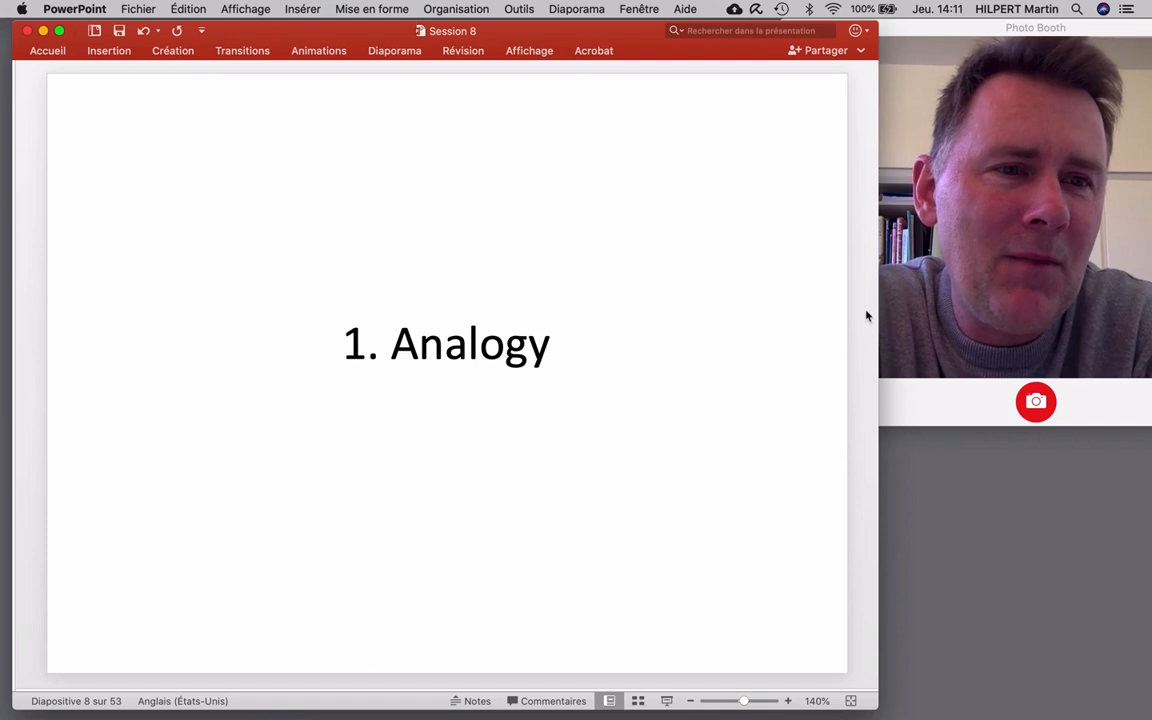 PowerPoint Fichier Édition Affichage Insérer Mise en forme Organisation Outils Diaporama Fenêtre Aide 100% Jeu. 14:11 HILPERT Martin
Session 8 Rechercher dans la présentation
Photo Booth
Accueil Insertion Création Transitions Animations Diaporama Révision Affichage Acrobat Partager
1. Analogy
Diapositive 8 sur 53 Anglais (États-Unis) Notes Commentaires 140%